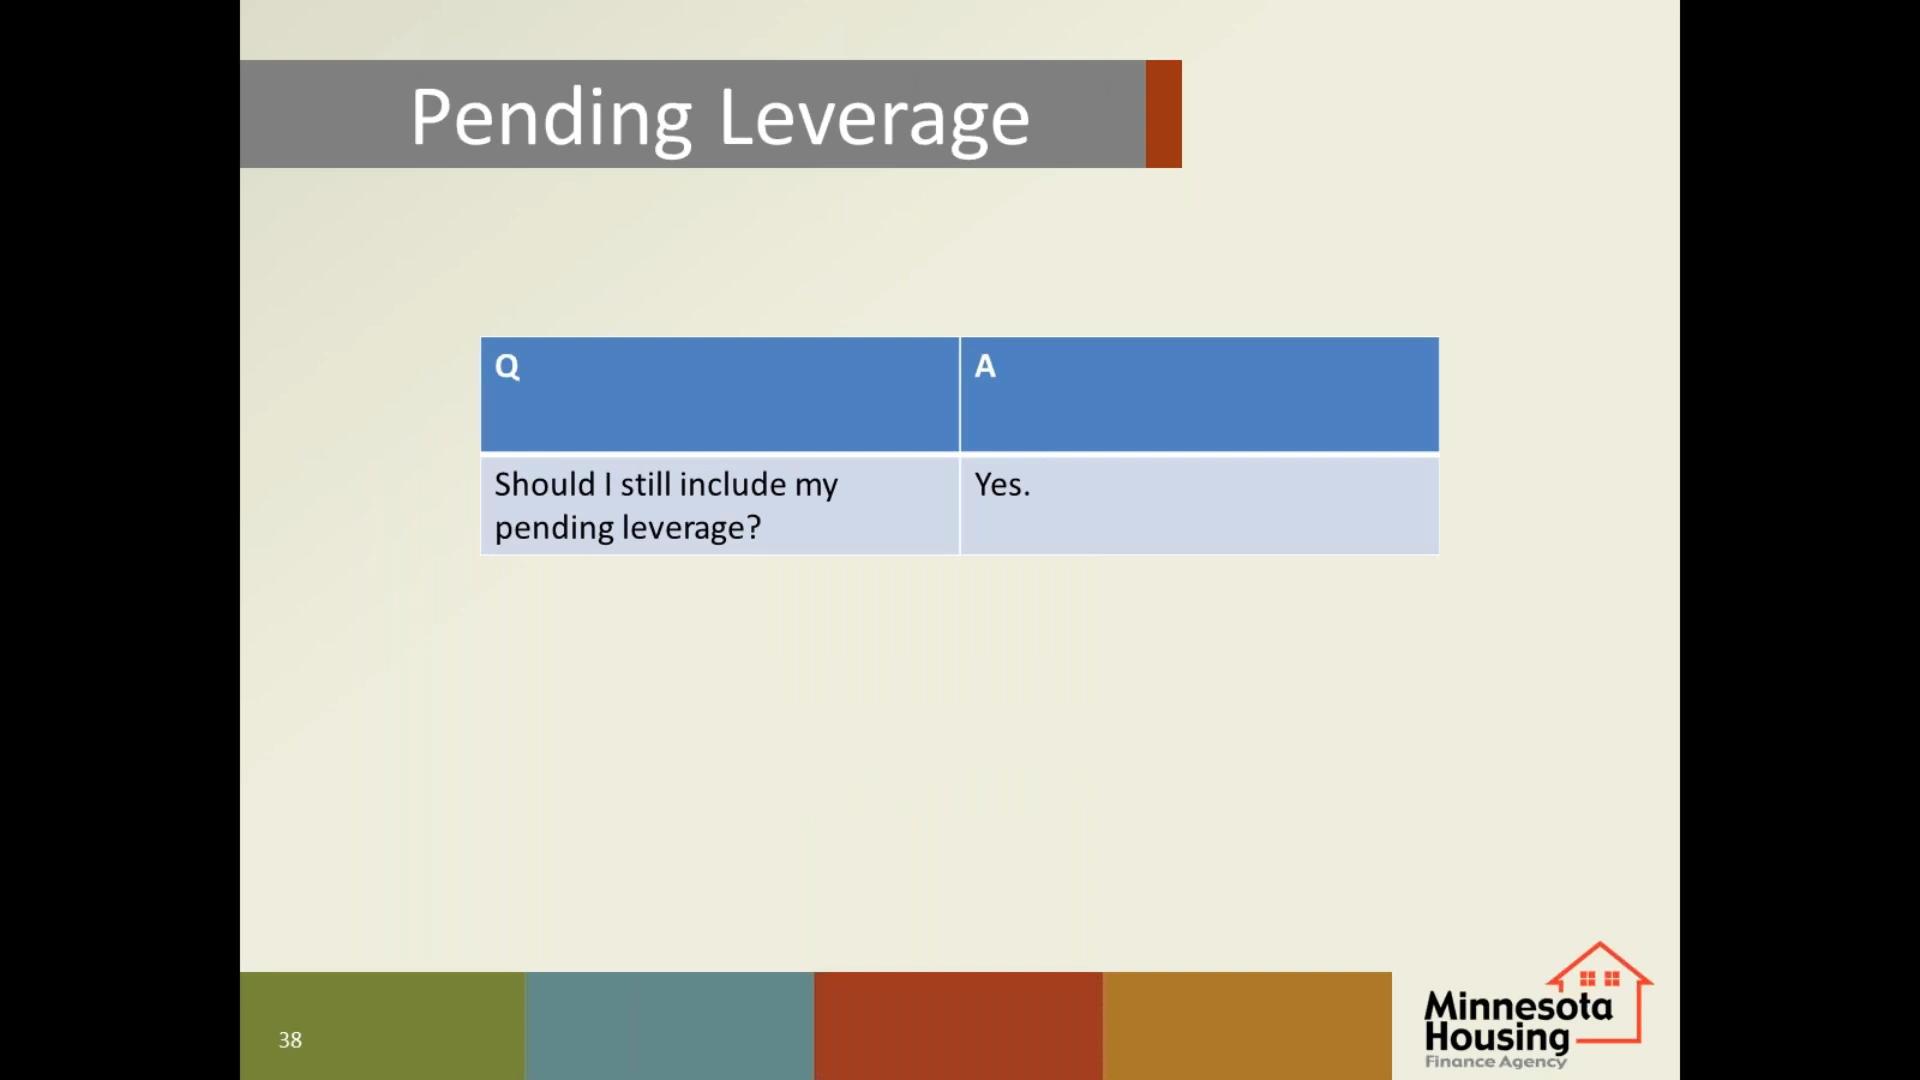 Pending Leverage
Q
A
Should I still include my
pending leverage?
Yes.
38
Minnesota
Housing
Finance Agency